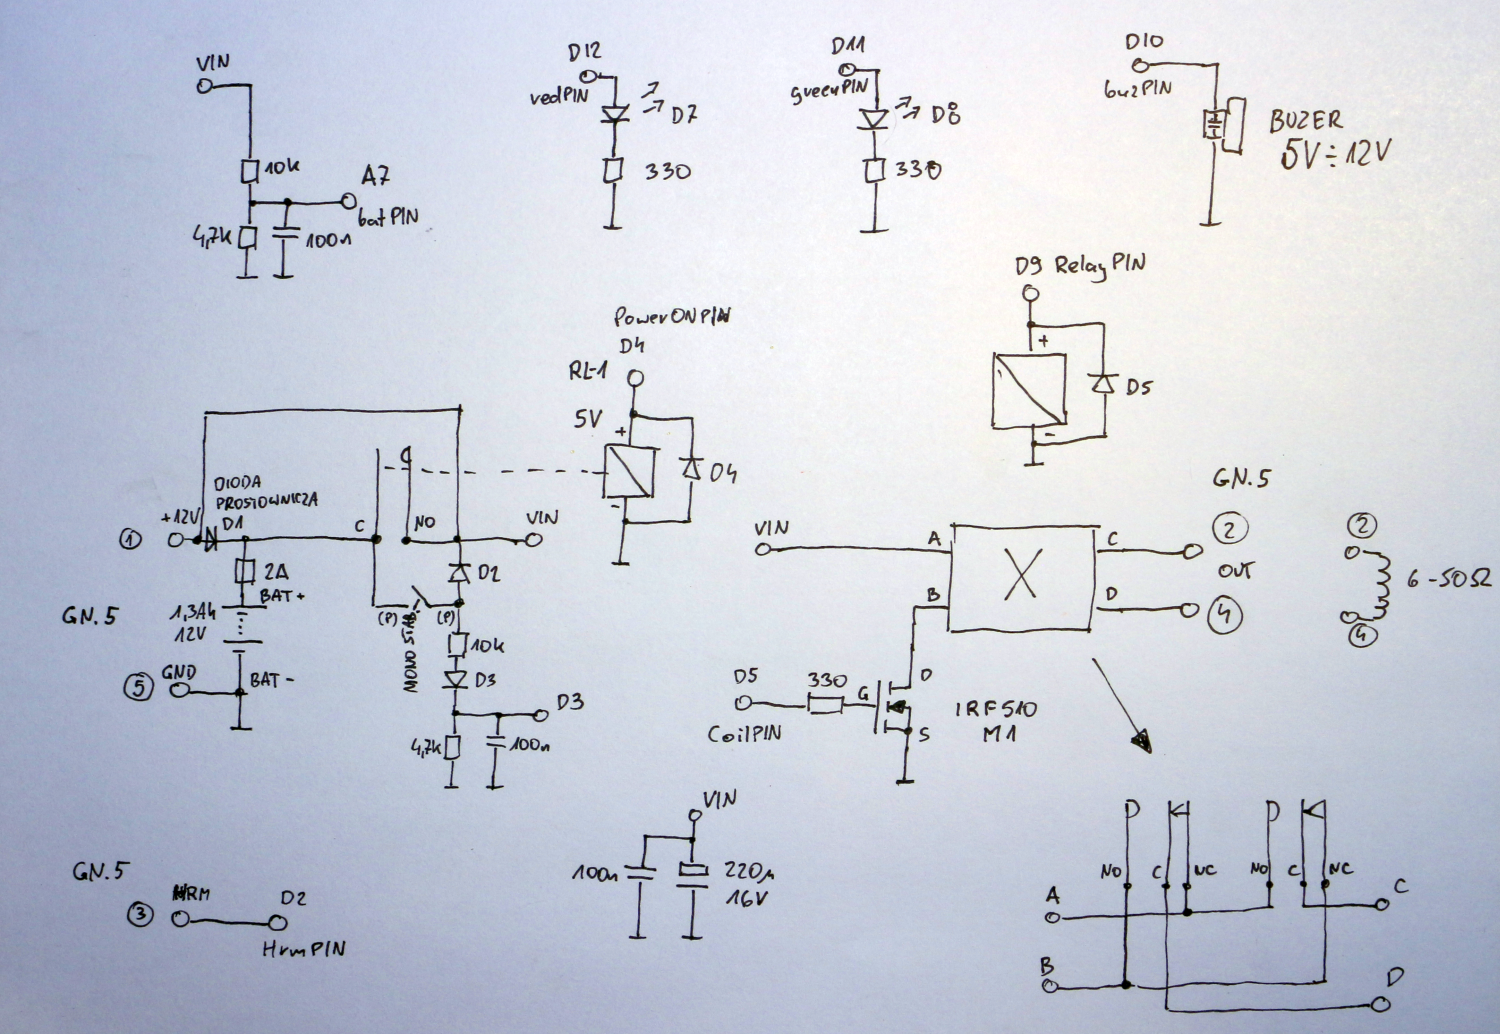 VIN
10k
A7
batPIN
4,7k
100n
D12
redPIN
D7
330
D11
greenPIN
D8
330
D10
buzPIN
BUZER
5V÷12V
D9 RelayPIN
+
-
D5
PowerONPIN
D4
RL-1
5V
+
-
D4
DIODA
PROSTOWNICZA
+12V
D1
1
C
NO
VIN
2A
BAT+
1,3Ah
12V
GN.5
GND
5
BAT-
D2
(P)
(P)
MONO STAB
10k
D3
D3
4,7k
100n
GN.5
VIN
A
B
X
C
D
2
OUT
4
2
4
6-50Ω
D5
CoilPIN
330
G
D
S
IRF510
M1
VIN
100n
220µ
16V
GN.5
HRM
3
D2
HrmPIN
NO
C
NC
NO
C
NC
A
B
C
D